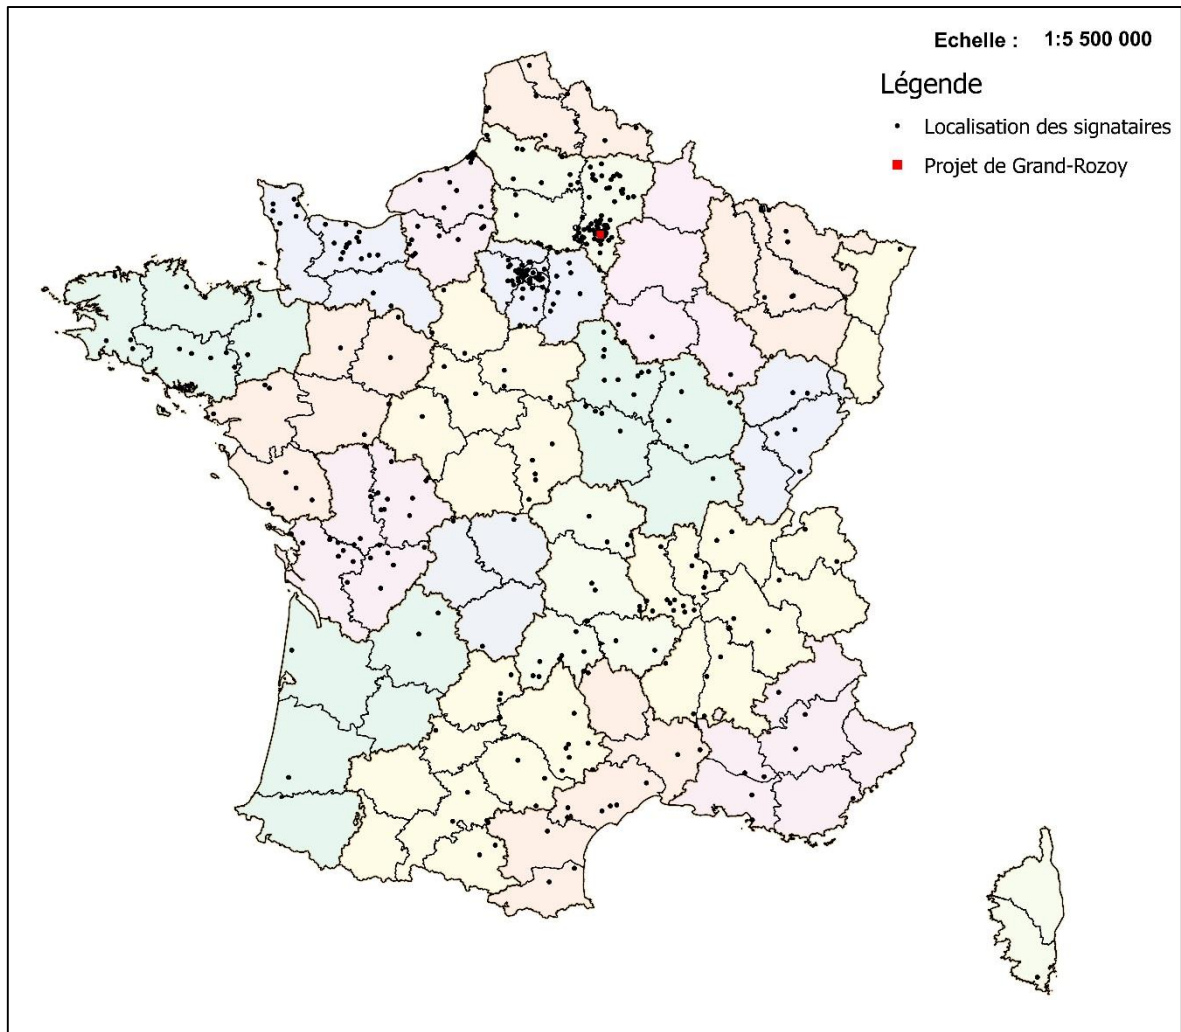 Echelle : 1:5 500 000
Légende
Localisation des signataires
Projet de Grand-Rozoy